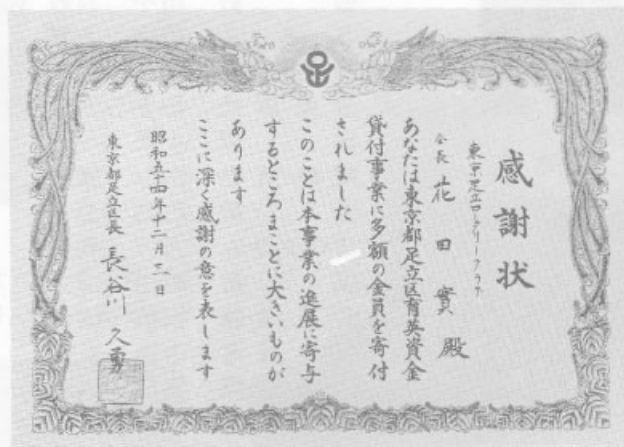 感謝状
東京足立ロータリークラブ
会長 花田實殿
あなたは東京都足立区育英資金
貸付事業に多額の金員を寄付
されました
このことは本事業の進展に寄与
するところまことに大きいものが
あります
ここに深く感謝の意を表します
昭和五十四年十二月
東京都足立区長 長谷川久勇